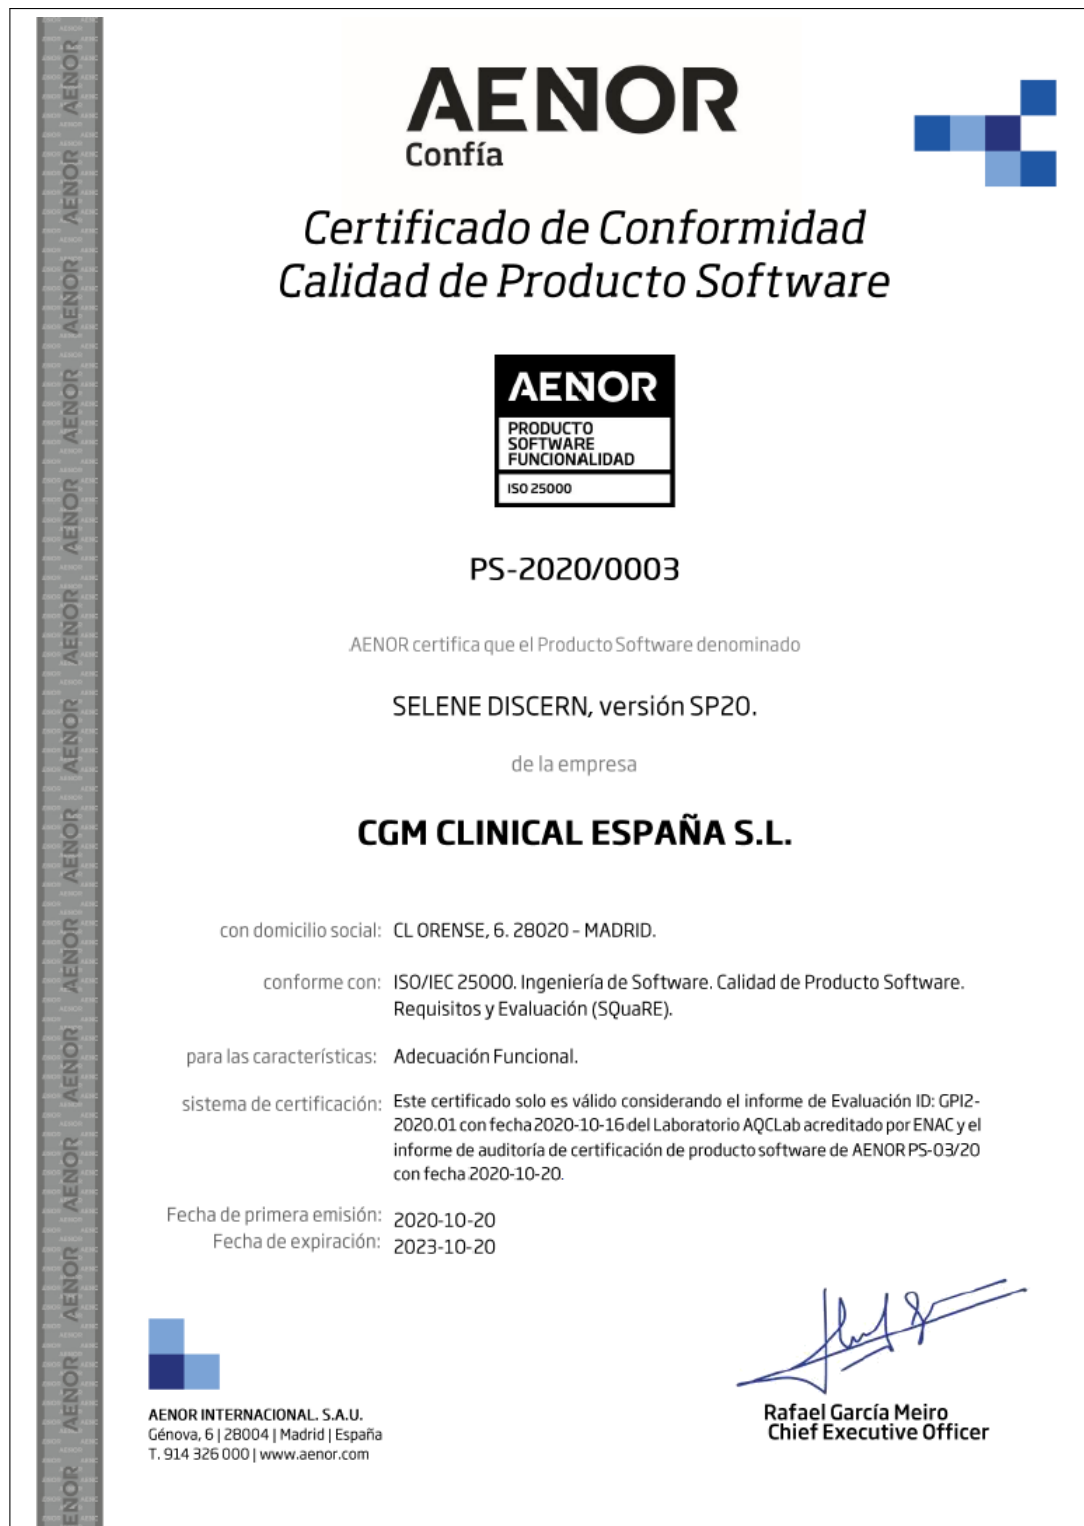 AENOR
Confía
Certificado de Conformidad
Calidad de Producto Software
AENOR
PRODUCTO
SOFTWARE
FUNCIONALIDAD
ISO 25000
PS-2020/0003
AENOR certifica que el Producto Software denominado
SELENE DISCERN, versión SP20.
de la empresa
CGM CLINICAL ESPAÑA S.L.
con domicilio social: CL ORENSE, 6. 28020 – MADRID.
conforme con: ISO/IEC 25000. Ingeniería de Software. Calidad de Producto Software.
Requisitos y Evaluación (SQuaRE).
para las características: Adecuación Funcional.
sistema de certificación: Este certificado solo es válido considerando el informe de Evaluación ID: GPI2-
2020.01 con fecha 2020-10-16 del Laboratorio AQCLab acreditado por ENAC y el
informe de auditoría de certificación de producto software de AENOR PS-03/20
con fecha 2020-10-20.
Fecha de primera emisión: 2020-10-20
Fecha de expiración: 2023-10-20
AENOR INTERNACIONAL. S.A.U.
Génova, 6 | 28004 | Madrid | España
T. 914 326 000 | www.aenor.com
Rafael García Meiro
Chief Executive Officer